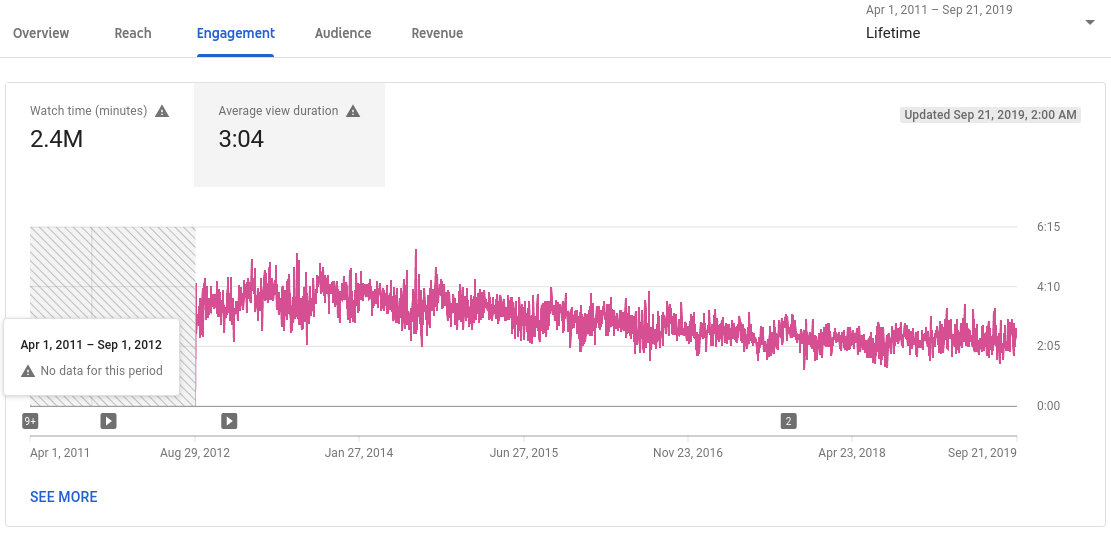 Apr 1, 2011 – Sep 21, 2019
Overview Reach Engagement Audience Revenue Lifetime
Watch time (minutes) Average view duration
2.4M 3:04
Updated Sep 21, 2019, 2:00 AM
6:15
4:10
2:05
0:00
Apr 1, 2011 – Sep 1, 2012
No data for this period
9+ 2
Apr 1, 2011 Aug 29, 2012 Jan 27, 2014 Jun 27, 2015 Nov 23, 2016 Apr 23, 2018 Sep 21, 2019
SEE MORE